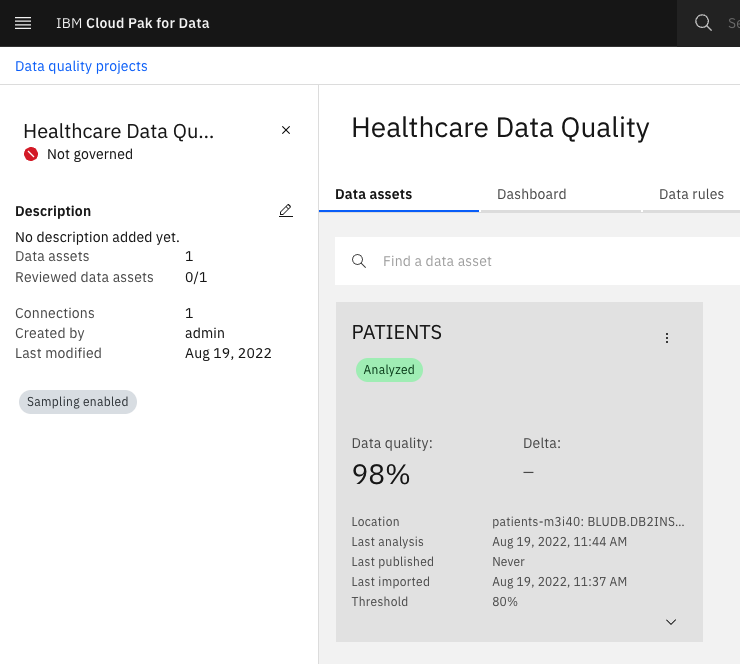 IBM Cloud Pak for Data
Data quality projects
Healthcare Data Qu...
Not governed
Description
No description added yet.
Data assets 1
Reviewed data assets 0/1
Connections 1
Created by admin
Last modified Aug 19, 2022
Sampling enabled
Healthcare Data Quality
Data assets Dashboard Data rules
Find a data asset
PATIENTS
Analyzed
Data quality: Delta:
98% –
Location patients-m3i40: BLUDB.DB2INS...
Last analysis Aug 19, 2022, 11:44 AM
Last published Never
Last imported Aug 19, 2022, 11:37 AM
Threshold 80%